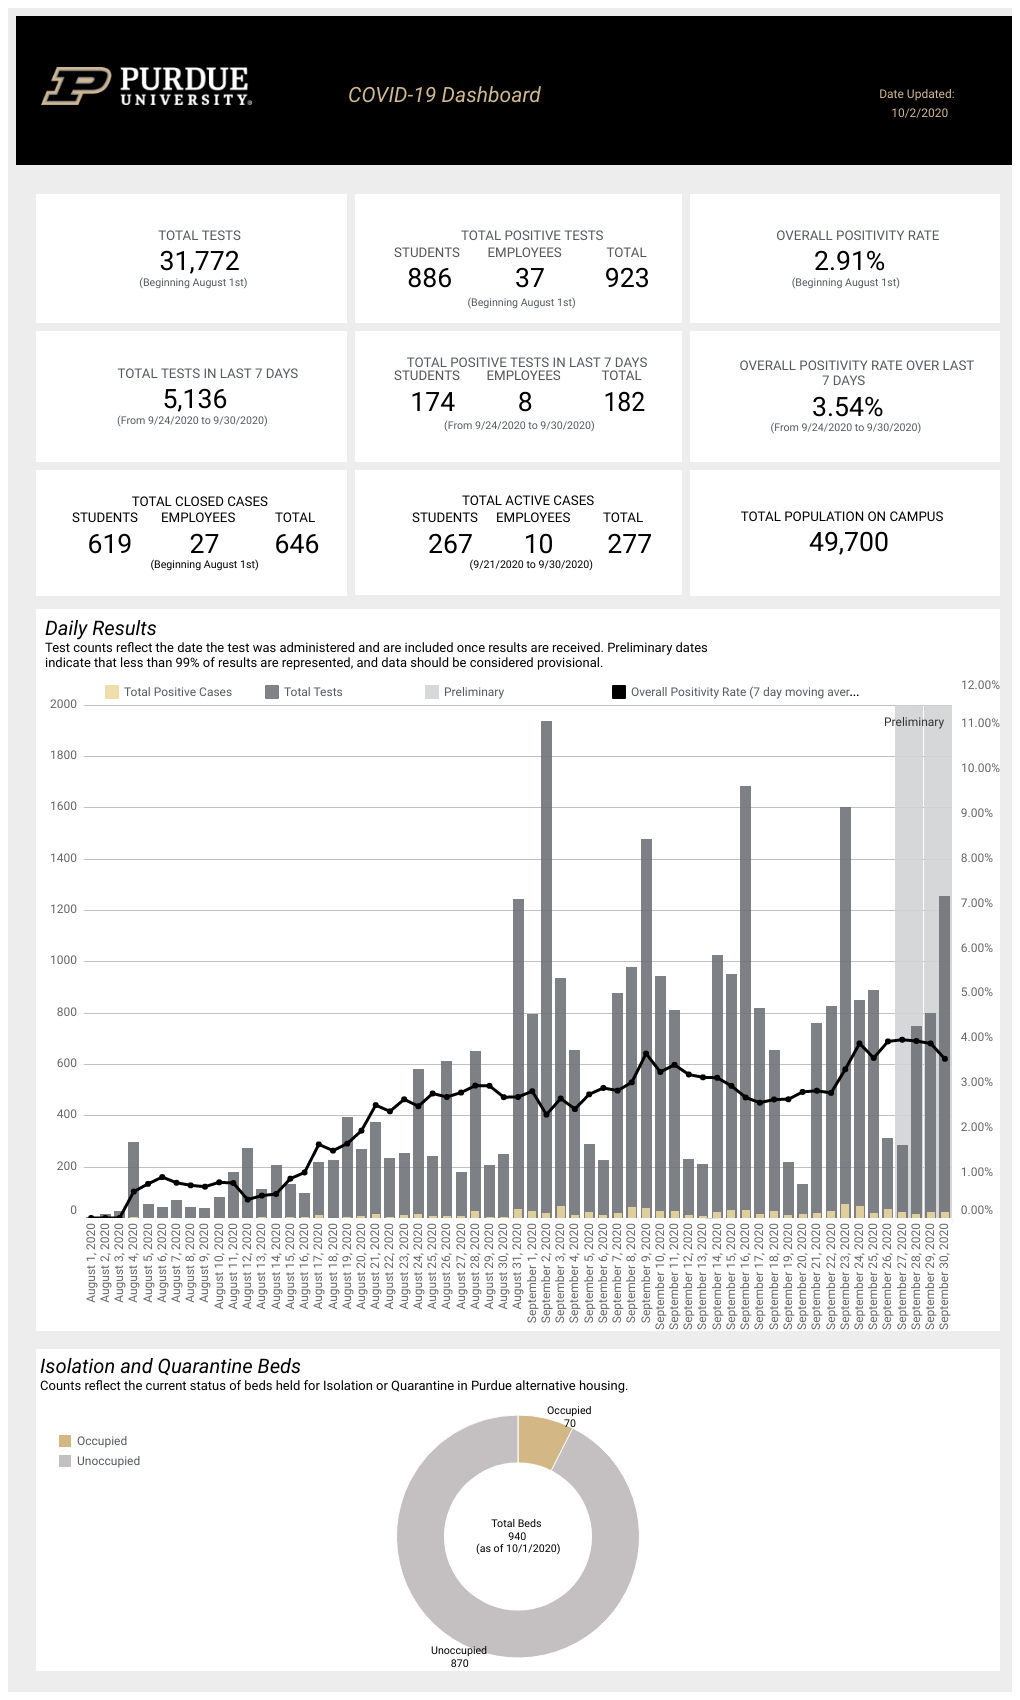 PURDUE
UNIVERSITY®
COVID-19 Dashboard
Date Updated:
10/2/2020
TOTAL TESTS
31,772
(Beginning August 1st)
TOTAL POSITIVE TESTS
STUDENTS EMPLOYEES TOTAL
886 37 923
(Beginning August 1st)
OVERALL POSITIVITY RATE
2.91%
(Beginning August 1st)
TOTAL TESTS IN LAST 7 DAYS
5,136
(From 9/24/2020 to 9/30/2020)
TOTAL POSITIVE TESTS IN LAST 7 DAYS
STUDENTS EMPLOYEES TOTAL
174 8 182
(From 9/24/2020 to 9/30/2020)
OVERALL POSITIVITY RATE OVER LAST
7 DAYS
3.54%
(From 9/24/2020 to 9/30/2020)
TOTAL CLOSED CASES
STUDENTS EMPLOYEES TOTAL
619 27 646
(Beginning August 1st)
TOTAL ACTIVE CASES
STUDENTS EMPLOYEES TOTAL
267 10 277
(9/21/2020 to 9/30/2020)
TOTAL POPULATION ON CAMPUS
49,700
Daily Results
Test counts reflect the date the test was administered and are included once results are received. Preliminary dates
indicate that less than 99% of results are represented, and data should be considered provisional.
Total Positive Cases Total Tests Preliminary Overall Positivity Rate (7 day moving aver...
2000
1800
1600
1400
1200
1000
800
600
400
200
0
Preliminary
12.00%
11.00%
10.00%
9.00%
8.00%
7.00%
6.00%
5.00%
4.00%
3.00%
2.00%
1.00%
0.00%
August 1, 2020
August 2, 2020
August 3, 2020
August 4, 2020
August 5, 2020
August 6, 2020
August 7, 2020
August 8, 2020
August 9, 2020
August 10, 2020
August 11, 2020
August 12, 2020
August 13, 2020
August 14, 2020
August 15, 2020
August 16, 2020
August 17, 2020
August 18, 2020
August 19, 2020
August 20, 2020
August 21, 2020
August 22, 2020
August 23, 2020
August 24, 2020
August 25, 2020
August 26, 2020
August 27, 2020
August 28, 2020
August 29, 2020
August 30, 2020
August 31, 2020
September 1, 2020
September 2, 2020
September 3, 2020
September 4, 2020
September 5, 2020
September 6, 2020
September 7, 2020
September 8, 2020
September 9, 2020
September 10, 2020
September 11, 2020
September 12, 2020
September 13, 2020
September 14, 2020
September 15, 2020
September 16, 2020
September 17, 2020
September 18, 2020
September 19, 2020
September 20, 2020
September 21, 2020
September 22, 2020
September 23, 2020
September 24, 2020
September 25, 2020
September 26, 2020
September 27, 2020
September 28, 2020
September 29, 2020
September 30, 2020
Isolation and Quarantine Beds
Counts reflect the current status of beds held for Isolation or Quarantine in Purdue alternative housing.
Occupied
Unoccupied
Occupied
70
Total Beds
940
(as of 10/1/2020)
Unoccupied
870